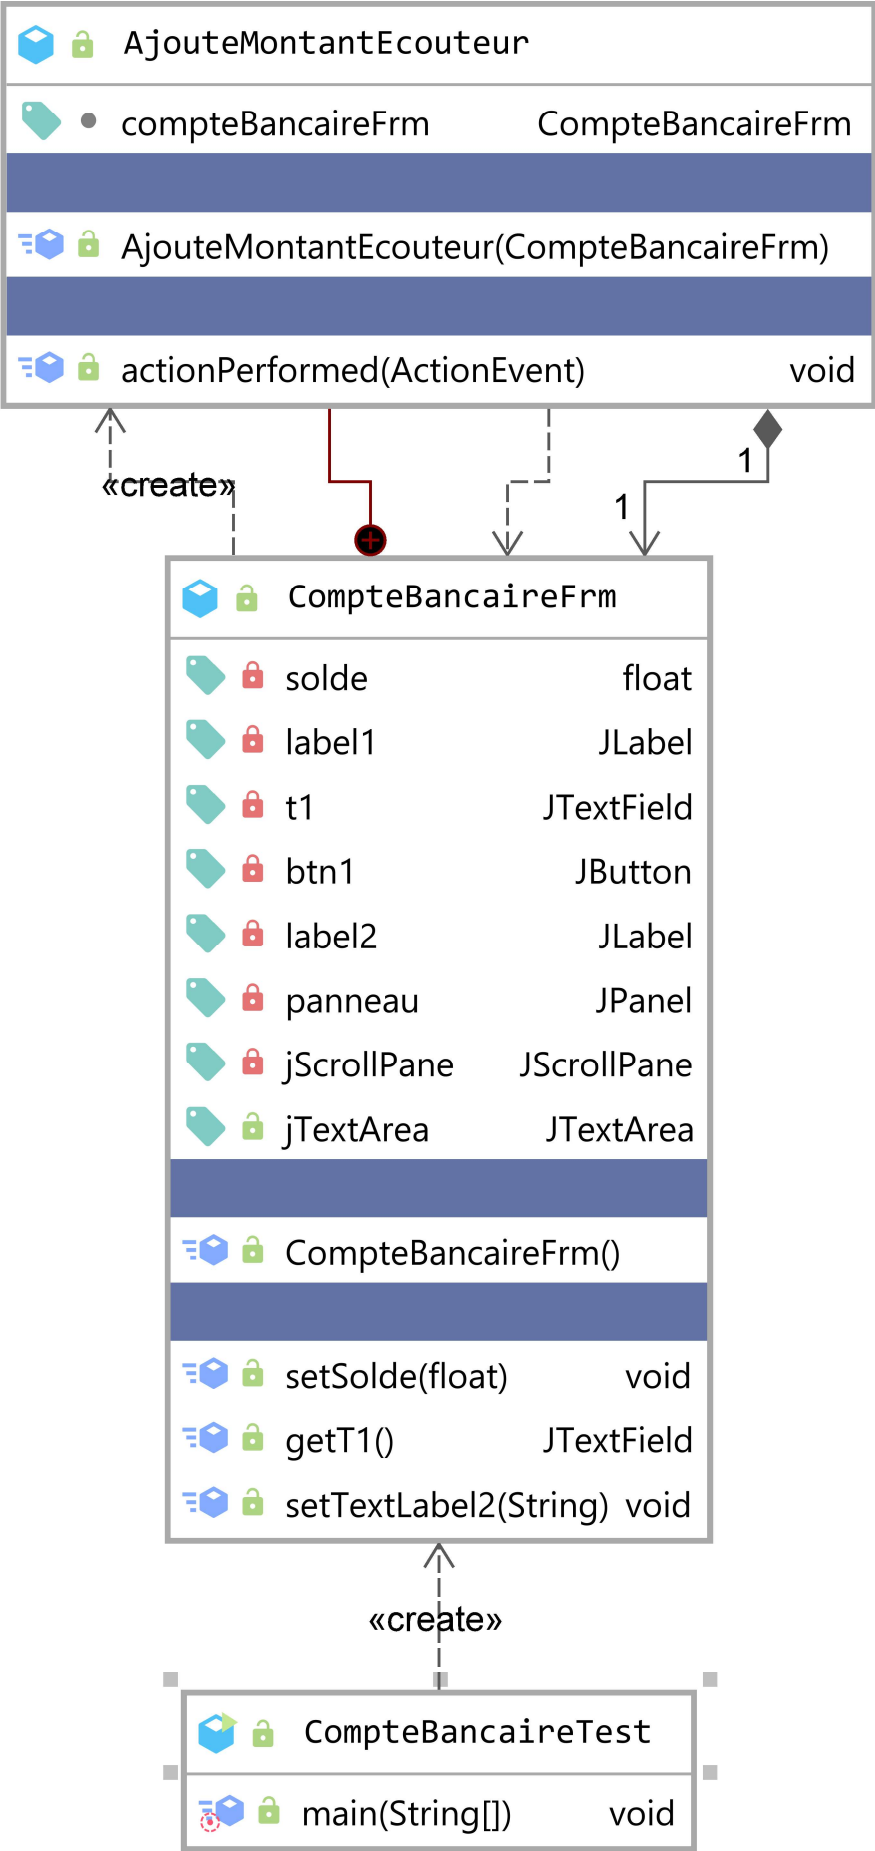 AjouteMontantEcouteur
compteBancaireFrm CompteBancaireFrm
AjouteMontantEcouteur(CompteBancaireFrm)
actionPerformed(ActionEvent) void
«create»
1
1
CompteBancaireFrm
solde float
label1 JLabel
t1 JTextField
btn1 JButton
label2 JLabel
panneau JPanel
jScrollPane JScrollPane
jTextArea JTextArea
CompteBancaireFrm()
setSolde(float) void
getT1() JTextField
setTextLabel2(String) void
«create»
CompteBancaireTest
main(String[]) void